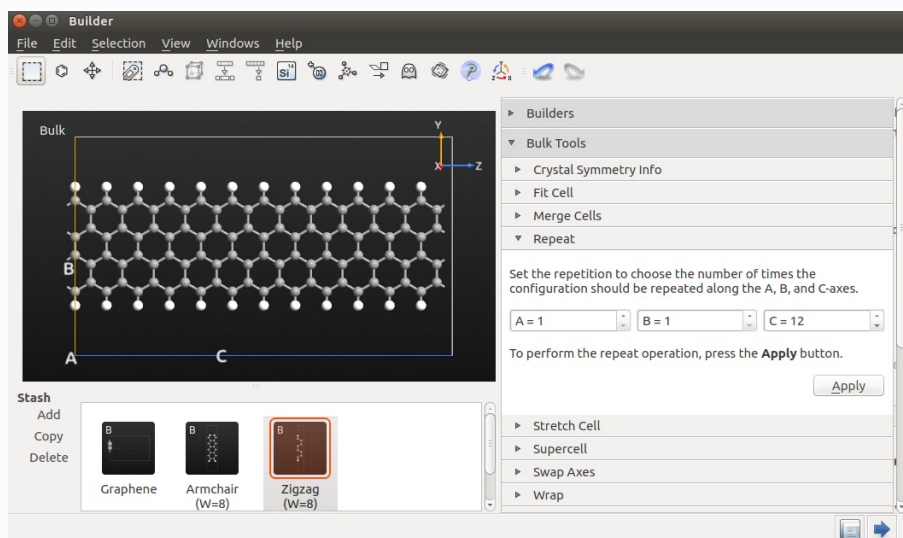 Builder
File Edit Selection View Windows Help
Si 14
Bulk
Y
X
Z
B
A
C
Builders
Bulk Tools
Crystal Symmetry Info
Fit Cell
Merge Cells
Repeat
Set the repetition to choose the number of times the
configuration should be repeated along the A, B, and C-axes.
A = 1
B = 1
C = 12
To perform the repeat operation, press the Apply button.
Apply
Stretch Cell
Supercell
Swap Axes
Wrap
Stash
Add
Copy
Delete
B
B
B
Graphene
Armchair
(W=8)
Zigzag
(W=8)